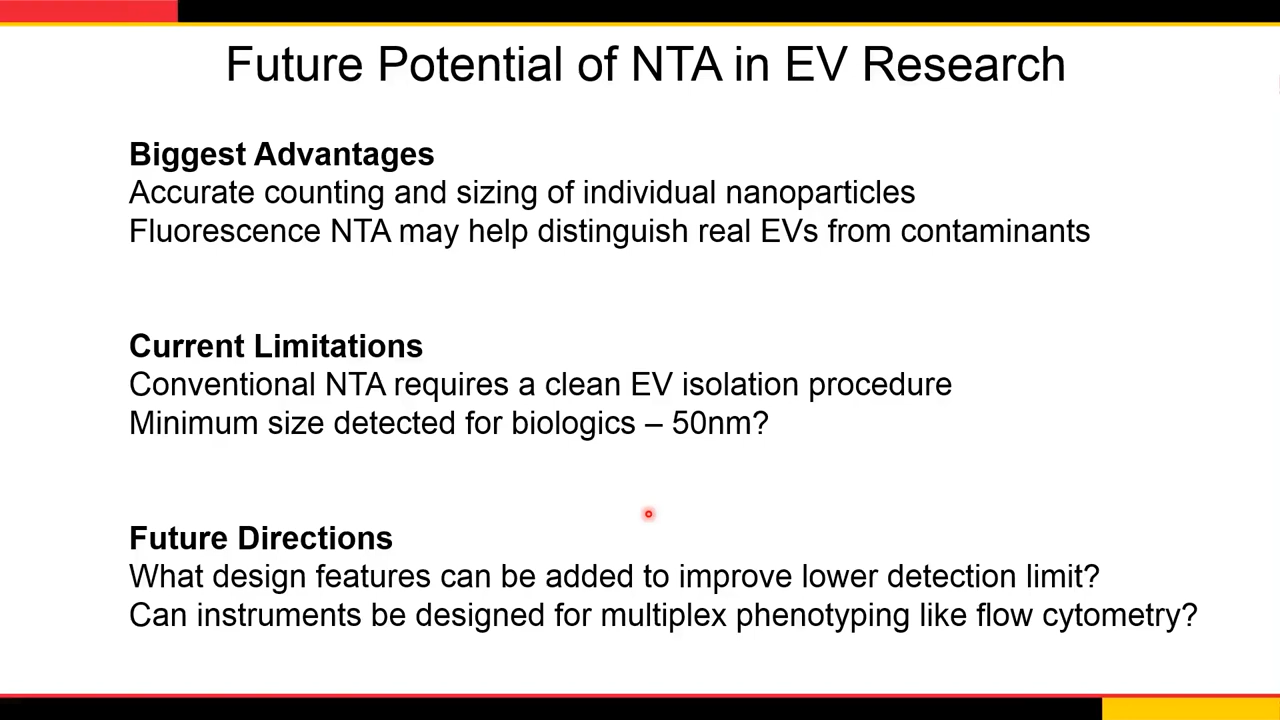 Future Potential of NTA in EV Research
Biggest Advantages
Accurate counting and sizing of individual nanoparticles
Fluorescence NTA may help distinguish real EVs from contaminants
Current Limitations
Conventional NTA requires a clean EV isolation procedure
Minimum size detected for biologics – 50nm?
Future Directions
What design features can be added to improve lower detection limit?
Can instruments be designed for multiplex phenotyping like flow cytometry?